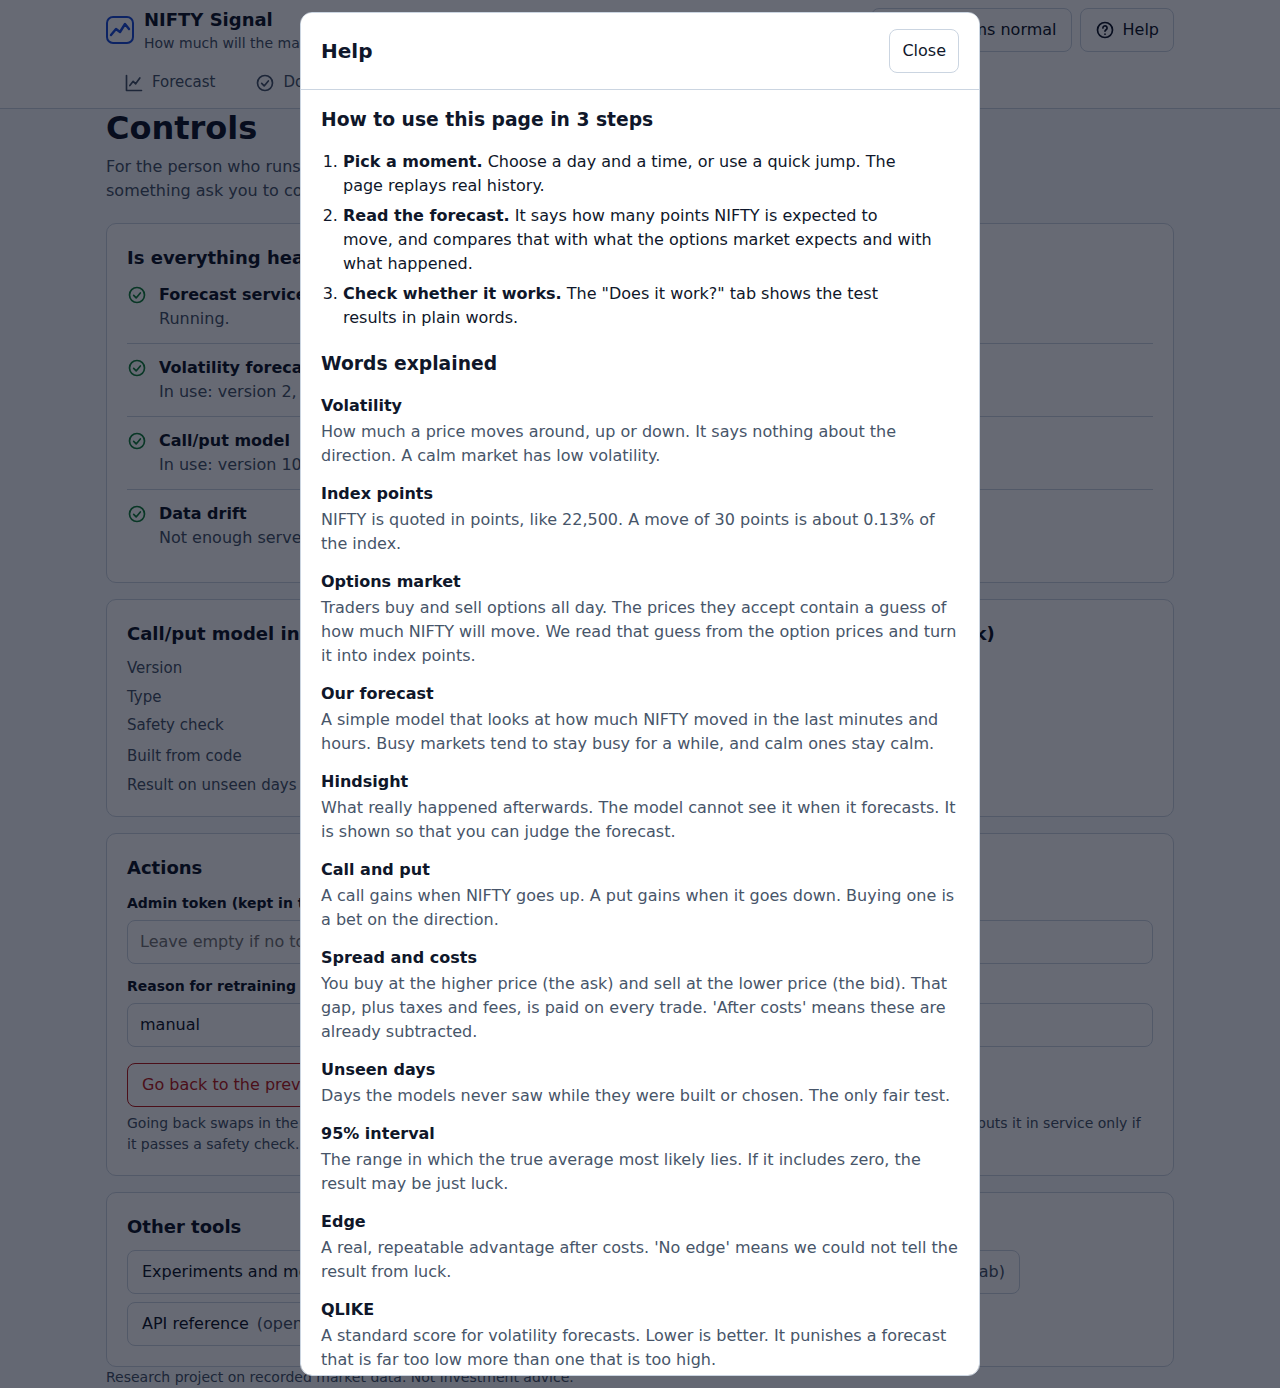 NIFTY Signal
How much will the ma
ns normal
Help
Forecast
Do
Controls
For the person who runs
something ask you to co
Is everything hea
Forecast service
Running.
Volatility foreca
In use: version 2,
Call/put model
In use: version 10
Data drift
Not enough serve
Call/put model in
k)
Version
Type
Safety check
Built from code
Result on unseen days
Actions
Admin token (kept in t
Leave empty if no to
Reason for retraining
manual
Go back to the prev
Going back swaps in the
puts it in service only if
it passes a safety check.
Other tools
Experiments and mo
ab)
API reference (open
Research project on recorded market data. Not investment advice.
Help
Close
How to use this page in 3 steps
1. Pick a moment. Choose a day and a time, or use a quick jump. The
page replays real history.
2. Read the forecast. It says how many points NIFTY is expected to
move, and compares that with what the options market expects and with
what happened.
3. Check whether it works. The "Does it work?" tab shows the test
results in plain words.
Words explained
Volatility
How much a price moves around, up or down. It says nothing about the
direction. A calm market has low volatility.
Index points
NIFTY is quoted in points, like 22,500. A move of 30 points is about 0.13% of
the index.
Options market
Traders buy and sell options all day. The prices they accept contain a guess of
how much NIFTY will move. We read that guess from the option prices and turn
it into index points.
Our forecast
A simple model that looks at how much NIFTY moved in the last minutes and
hours. Busy markets tend to stay busy for a while, and calm ones stay calm.
Hindsight
What really happened afterwards. The model cannot see it when it forecasts. It
is shown so that you can judge the forecast.
Call and put
A call gains when NIFTY goes up. A put gains when it goes down. Buying one is
a bet on the direction.
Spread and costs
You buy at the higher price (the ask) and sell at the lower price (the bid). That
gap, plus taxes and fees, is paid on every trade. 'After costs' means these are
already subtracted.
Unseen days
Days the models never saw while they were built or chosen. The only fair test.
95% interval
The range in which the true average most likely lies. If it includes zero, the
result may be just luck.
Edge
A real, repeatable advantage after costs. 'No edge' means we could not tell the
result from luck.
QLIKE
A standard score for volatility forecasts. Lower is better. It punishes a forecast
that is far too low more than one that is too high.